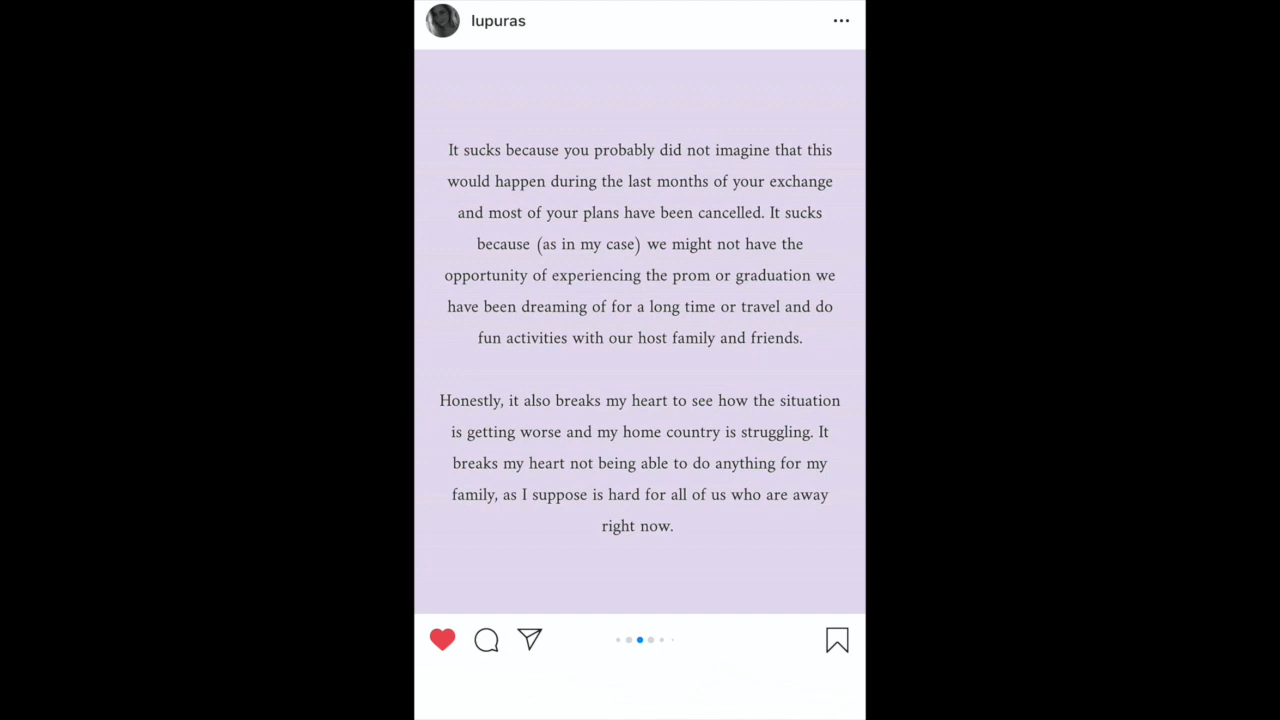 lupuras
It sucks because you probably did not imagine that this
would happen during the last months of your exchange
and most of your plans have been cancelled. It sucks
because (as in my case) we might not have the
opportunity of experiencing the prom or graduation we
have been dreaming of for a long time or travel and do
fun activities with our host family and friends.
Honestly, it also breaks my heart to see how the situation
is getting worse and my home country is struggling. It
breaks my heart not being able to do anything for my
family, as I suppose is hard for all of us who are away
right now.